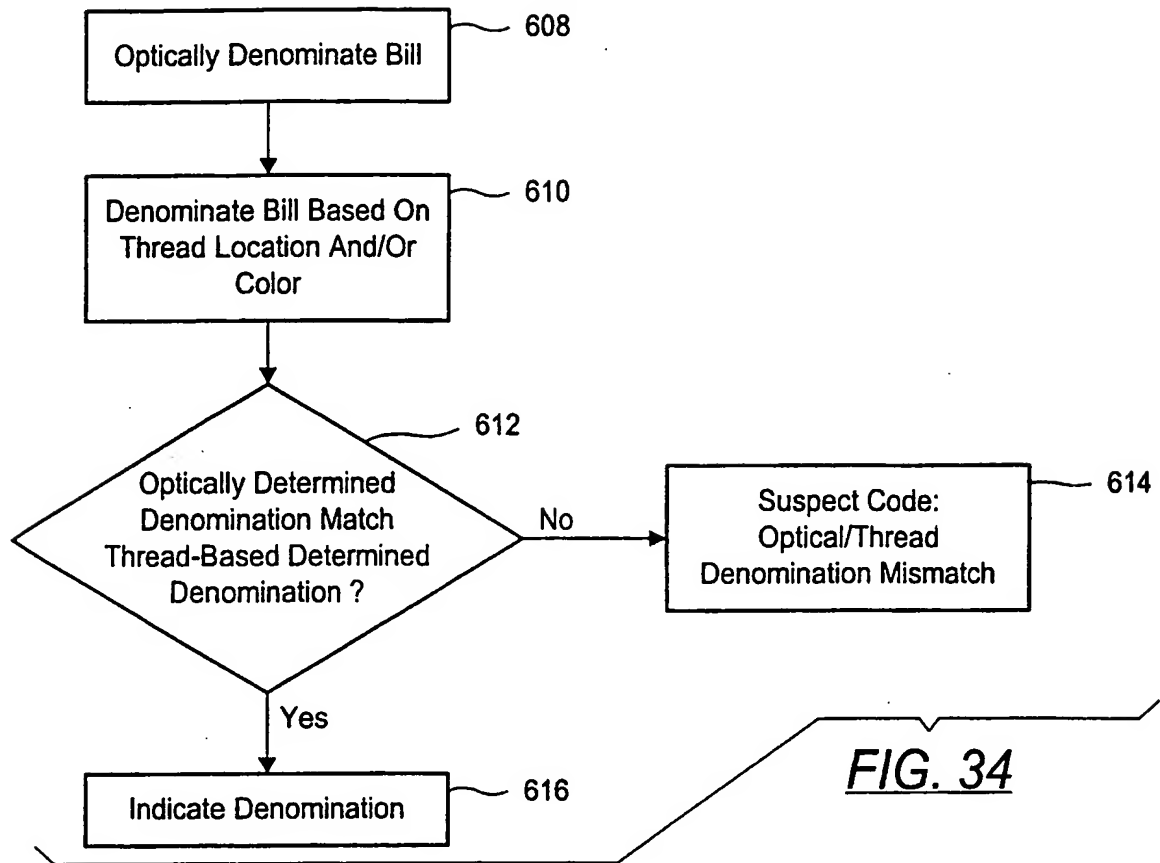 608
Optically Denominate Bill
610
Denominate Bill Based On
Thread Location And/Or
Color
612
Optically Determined
Denomination Match
Thread-Based Determined
Denomination ?
No
614
Suspect Code:
Optical/Thread
Denomination Mismatch
Yes
616
Indicate Denomination
FIG. 34